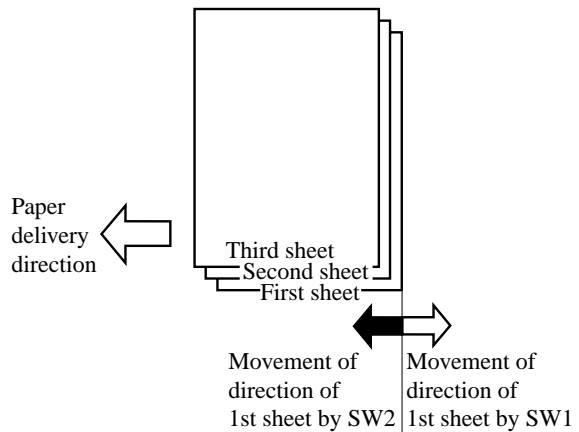 Paper
delivery
direction
Third sheet
Second sheet
First sheet
Movement of
direction of
1st sheet by SW2
Movement of
direction of
1st sheet by SW1